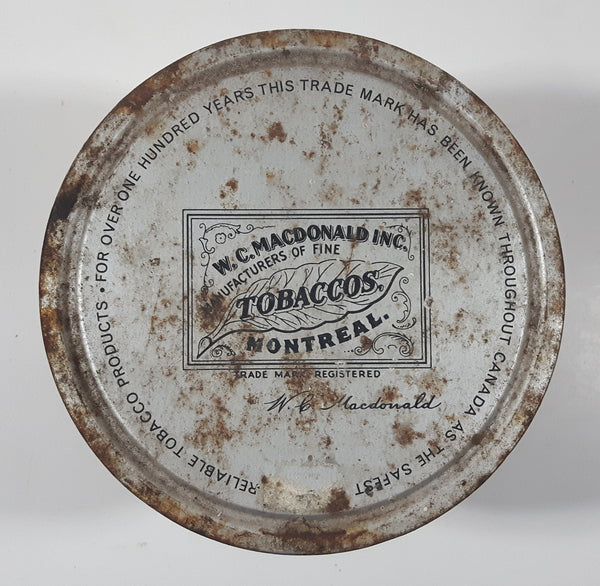 RELIABLE TOBACCO PRODUCTS • FOR OVER ONE HUNDRED YEARS THIS TRADE MARK HAS BEEN KNOWN THROUGHOUT CANADA AS THE SAFEST
W. C. MACDONALD INC.
MANUFACTURERS OF FINE
TOBACCOS.
MONTREAL.
TRADE MARK REGISTERED
W. C. Macdonald